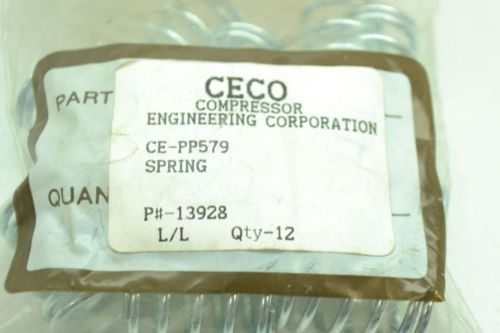 CECO
COMPRESSOR
ENGINEERING CORPORATION
PART
CE-PP579
SPRING
QUAN
P#-13928
L/L Qty-12